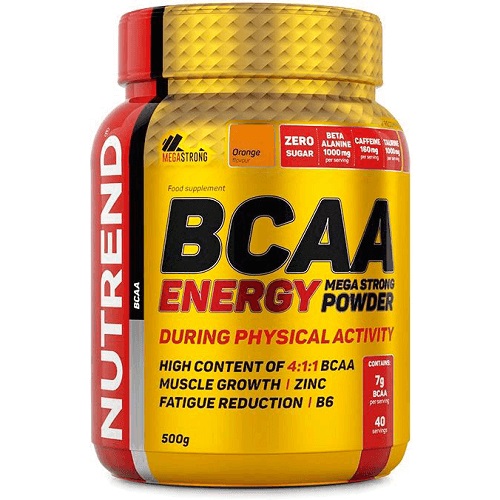 MEGASTRONG
Orange
flavour
ZERO
SUGAR
BETA
ALANINE
1000mg
per serving
CAFFEINE
160mg
per serving
TAURINE
1000mg
per serving
Food supplement
BCAA
ENERGY MEGA STRONG
POWDER
DURING PHYSICAL ACTIVITY
HIGH CONTENT OF 4:1:1 BCAA
MUSCLE GROWTH | ZINC
FATIGUE REDUCTION | B6
500g
CONTAINS:
7g
BCAA
per serving
40
servings
NUTREND®
BCAA